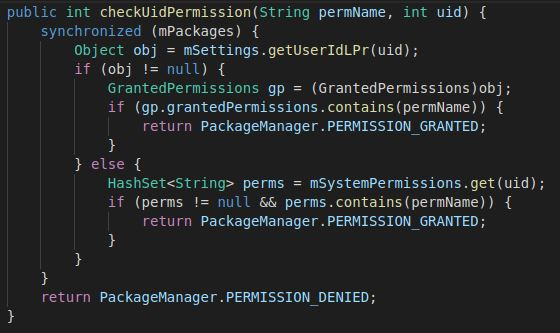 public int checkUidPermission(String permName, int uid) {
    synchronized (mPackages) {
        Object obj = mSettings.getUserIdLPr(uid);
        if (obj != null) {
            GrantedPermissions gp = (GrantedPermissions)obj;
            if (gp.grantedPermissions.contains(permName)) {
                return PackageManager.PERMISSION_GRANTED;
            }
        } else {
            HashSet<String> perms = mSystemPermissions.get(uid);
            if (perms != null && perms.contains(permName)) {
                return PackageManager.PERMISSION_GRANTED;
            }
        }
    }
    return PackageManager.PERMISSION_DENIED;
}